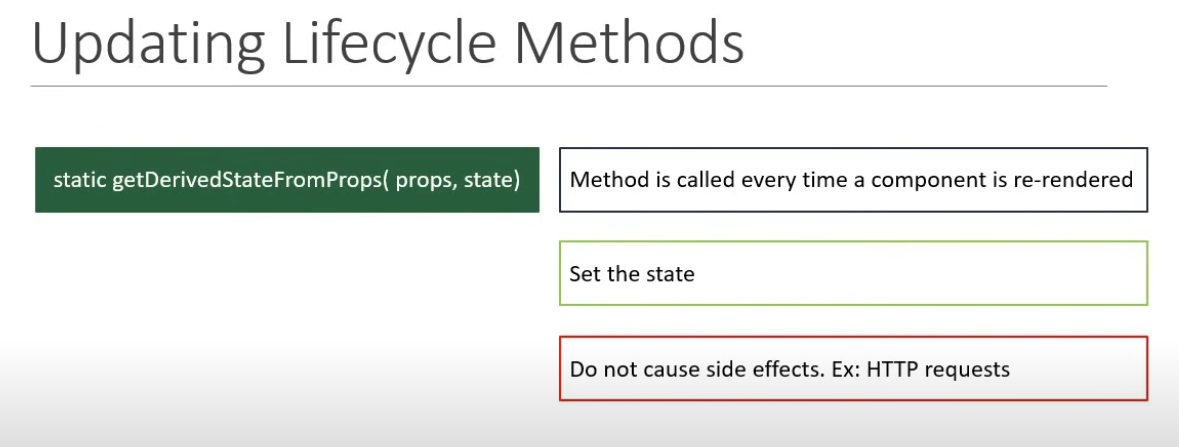 Updating Lifecycle Methods
static getDerivedStateFromProps( props, state)
Method is called every time a component is re-rendered
Set the state
Do not cause side effects. Ex: HTTP requests